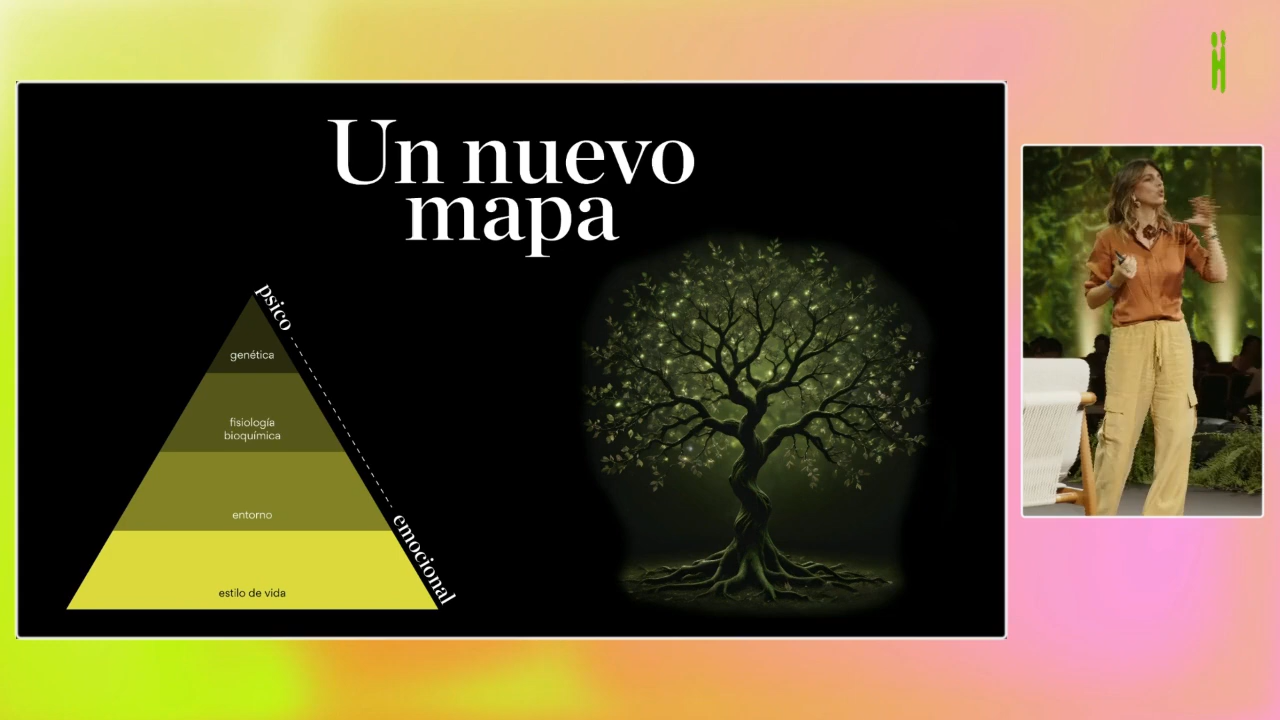 Un nuevo
mapa
psico
genética
fisiología
bioquímica
entorno
emocional
estilo de vida